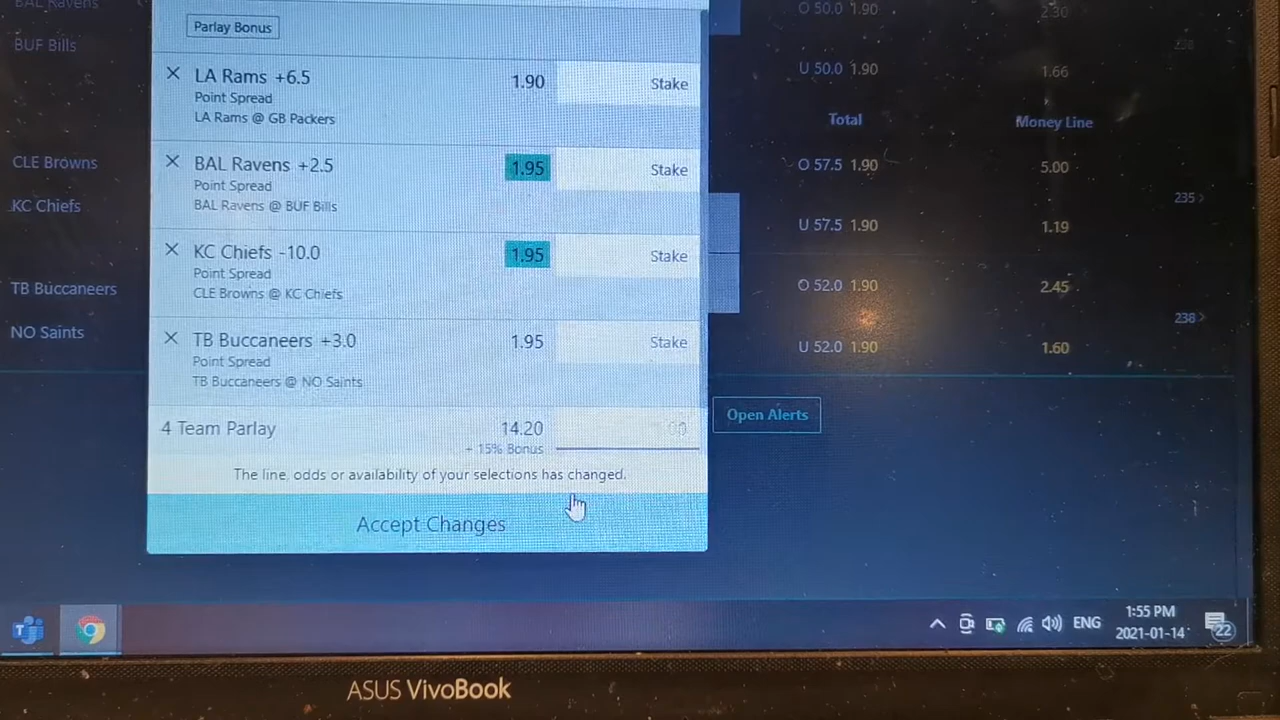 BAL Ravens
BUF Bills
Parlay Bonus
O 50.0 1.90
2.30
U 50.0 1.90
1.66
238
LA Rams +6.5
1.90
Stake
Point Spread
LA Rams @ GB Packers
Total
Money Line
CLE Browns
KC Chiefs
BAL Ravens +2.5
1.95
Stake
Point Spread
BAL Ravens @ BUF Bills
O 57.5 1.90
5.00
235 >
U 57.5 1.90
1.19
KC Chiefs -10.0
1.95
Stake
Point Spread
CLE Browns @ KC Chiefs
TB Buccaneers
NO Saints
O 52.0 1.90
2.45
238 >
U 52.0 1.90
1.60
TB Buccaneers +3.0
1.95
Stake
Point Spread
TB Buccaneers @ NO Saints
4 Team Parlay
14.20
+ 15% Bonus
Open Alerts
The line, odds or availability of your selections has changed.
Accept Changes
ENG
1:55 PM
2021-01-14
22
ASUS VivoBook